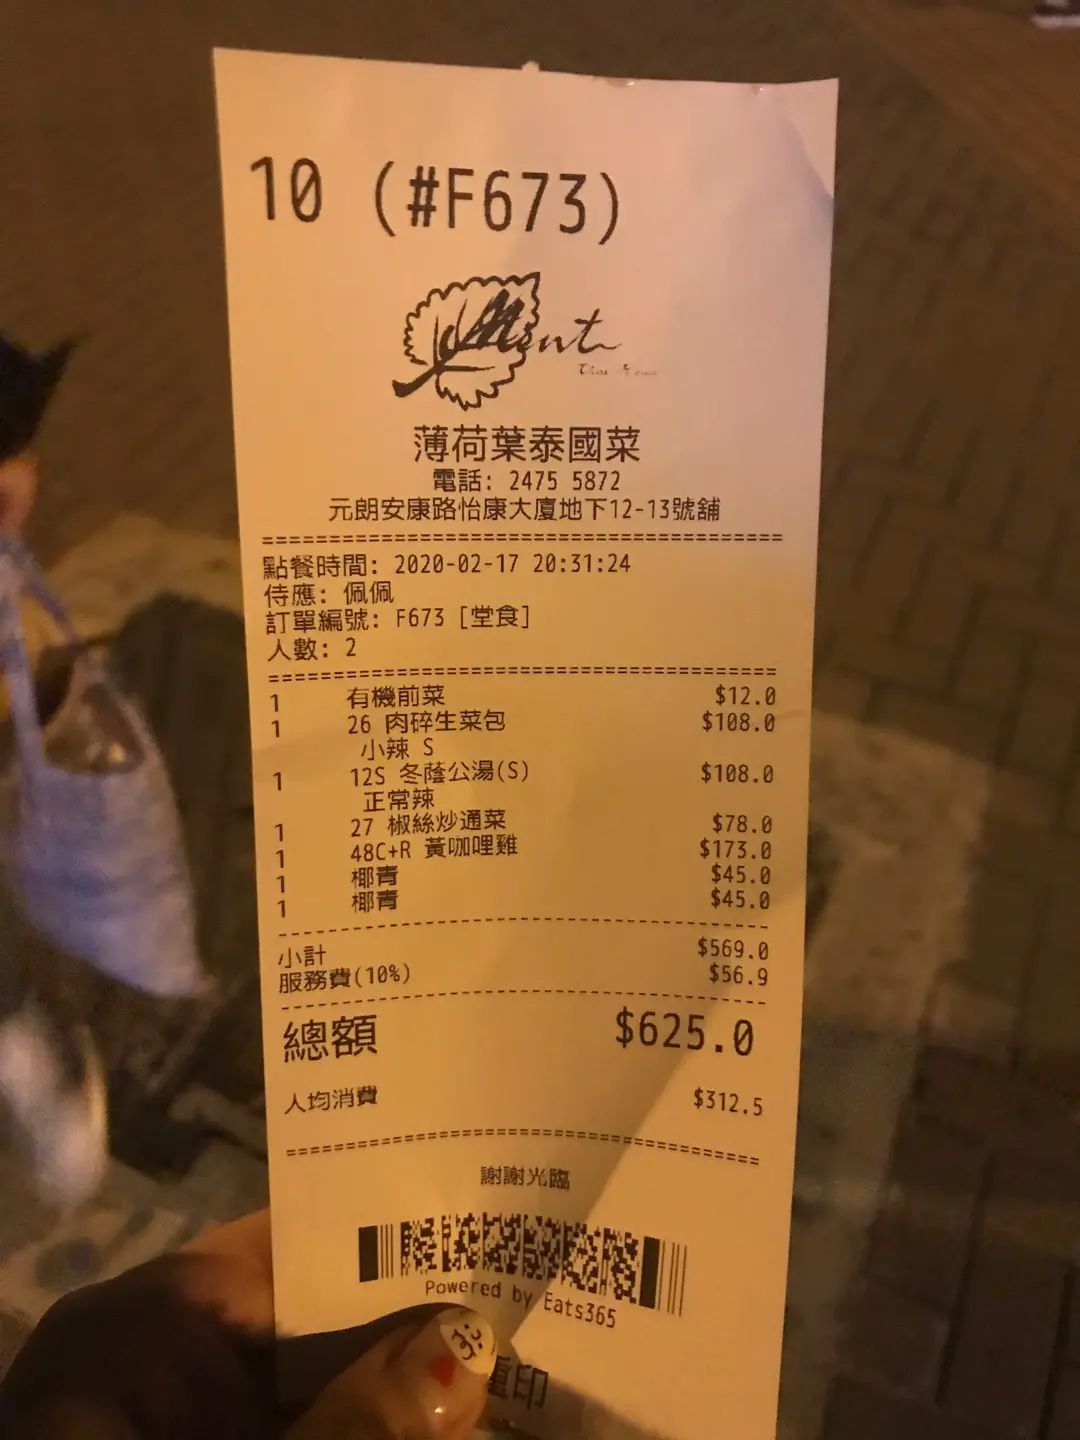 10 (#F673)
Mint
薄荷葉泰國菜
電話: 2475 5872
元朗安康路怡康大廈地下12-13號舖
點餐時間: 2020-02-17 20:31:24
侍應: 佩佩
訂單編號: F673 [堂食]
人數: 2
1 有機前菜 $12.0
1 26 肉碎生菜包 $108.0
小辣 S
1 12S 冬蔭公湯(S) $108.0
正常辣
1 27 椒絲炒通菜 $78.0
1 48C+R 黃咖哩雞 $173.0
1 椰青 $45.0
1 椰青 $45.0
小計 $569.0
服務費(10%) $56.9
總額 $625.0
人均消費 $312.5
謝謝光臨
Powered by Eats365
重印